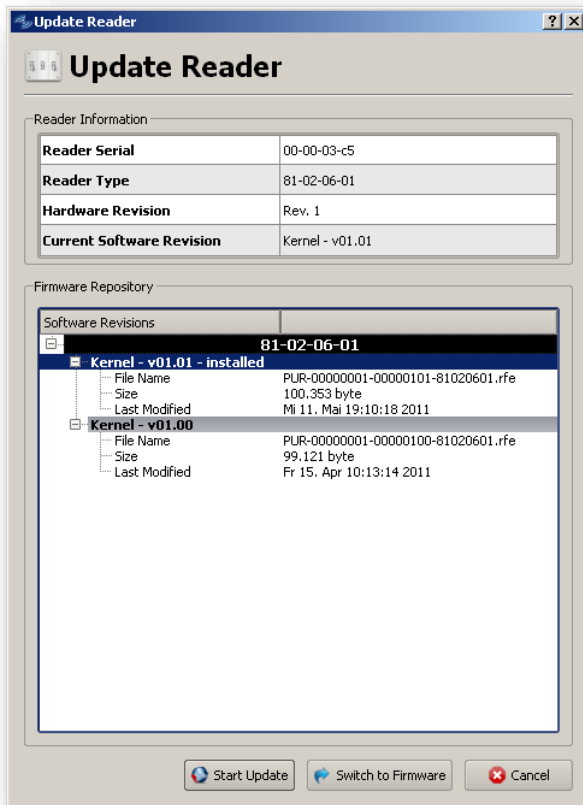 Update Reader
Update Reader
Reader Information
Reader Serial 00-00-03-c5
Reader Type 81-02-06-01
Hardware Revision Rev. 1
Current Software Revision Kernel - v01.01
Firmware Repository
Software Revisions
81-02-06-01
Kernel - v01.01 - installed
File Name PUR-00000001-00000101-81020601.rfe
Size 100.353 byte
Last Modified Mi 11. Mai 19:10:18 2011
Kernel - v01.00
File Name PUR-00000001-00000100-81020601.rfe
Size 99.121 byte
Last Modified Fr 15. Apr 10:13:14 2011
Start Update Switch to Firmware Cancel